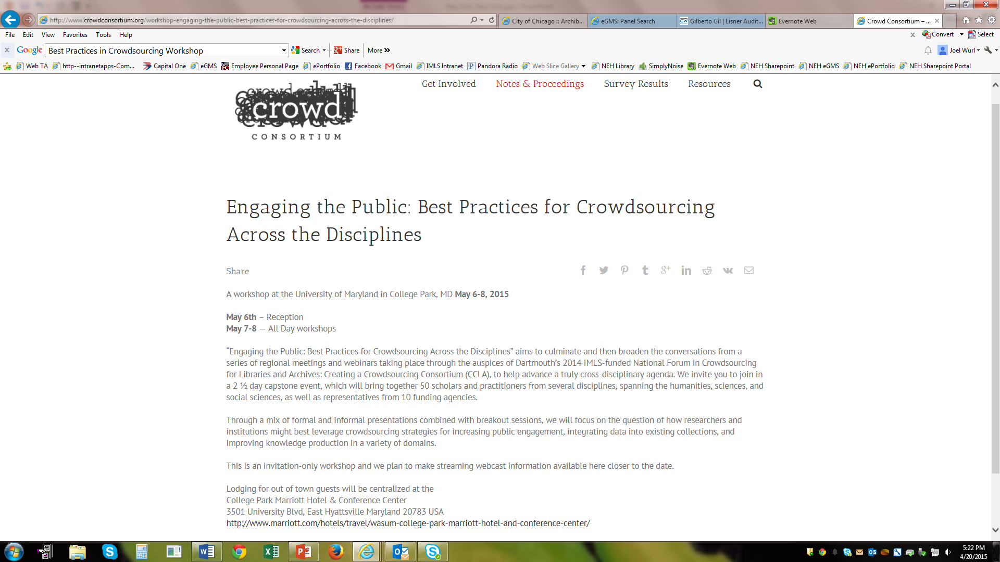 http://www.crowdconsortium.org/workshop-engaging-the-public-best-practices-for-crowdsourcing-across-the-disciplines/
City of Chicago :: Archib...
eGMS: Panel Search
GW Gilberto Gil | Lisner Audit...
Evernote Web
Crowd Consortium – ...
File Edit View Favorites Tools Help
Convert
Select
Google
Best Practices in Crowdsourcing Workshop
Search
Share
More
Joel Wurl
Web TA
http--intranetapps-Com...
Capital One
eGMS
Employee Personal Page
ePortfolio
Facebook
Gmail
IMLS Intranet
Pandora Radio
Web Slice Gallery
NEH Library
SimplyNoise
Evernote Web
NEH Sharepoint
NEH eGMS
NEH ePortfolio
NEH Sharepoint Portal
crowd
CONSORTIUM
Get Involved
Notes & Proceedings
Survey Results
Resources
Engaging the Public: Best Practices for Crowdsourcing
Across the Disciplines
Share
A workshop at the University of Maryland in College Park, MD May 6-8, 2015
May 6th – Reception
May 7-8 — All Day workshops
“Engaging the Public: Best Practices for Crowdsourcing Across the Disciplines” aims to culminate and then broaden the conversations from a
series of regional meetings and webinars taking place through the auspices of Dartmouth’s 2014 IMLS-funded National Forum in Crowdsourcing
for Libraries and Archives: Creating a Crowdsourcing Consortium (CCLA), to help advance a truly cross-disciplinary agenda. We invite you to join in
a 2 ½ day capstone event, which will bring together 50 scholars and practitioners from several disciplines, spanning the humanities, sciences, and
social sciences, as well as representatives from 10 funding agencies.
Through a mix of formal and informal presentations combined with breakout sessions, we will focus on the question of how researchers and
institutions might best leverage crowdsourcing strategies for increasing public engagement, integrating data into existing collections, and
improving knowledge production in a variety of domains.
This is an invitation-only workshop and we plan to make streaming webcast information available here closer to the date.
Lodging for out of town guests will be centralized at the
College Park Marriott Hotel & Conference Center
3501 University Blvd, East Hyattsville Maryland 20783 USA
http://www.marriott.com/hotels/travel/wasum-college-park-marriott-hotel-and-conference-center/
5:22 PM
4/20/2015